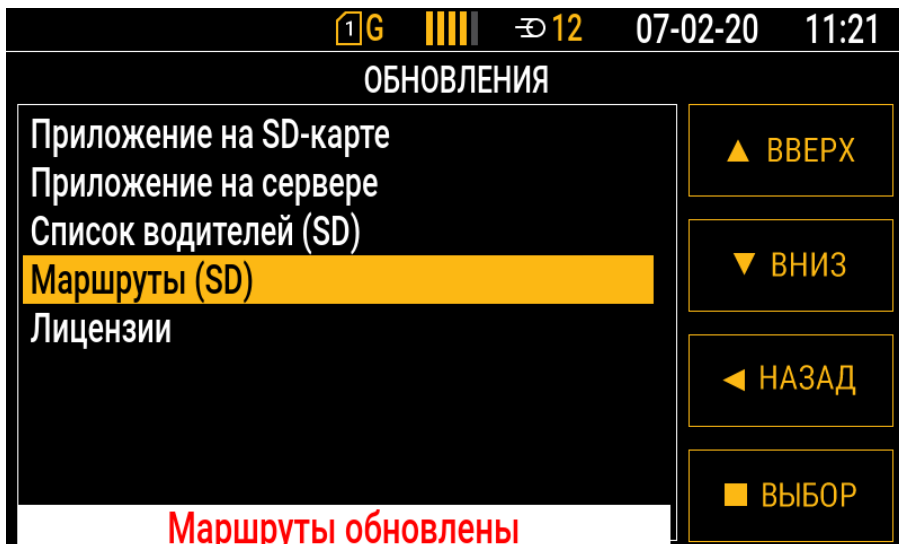 1 G 12 07-02-20 11:21
ОБНОВЛЕНИЯ
Приложение на SD-карте
Приложение на сервере
Список водителей (SD)
Маршруты (SD)
Лицензии
▲ ВВЕРХ
▼ ВНИЗ
◀ НАЗАД
■ ВЫБОР
Маршруты обновлены